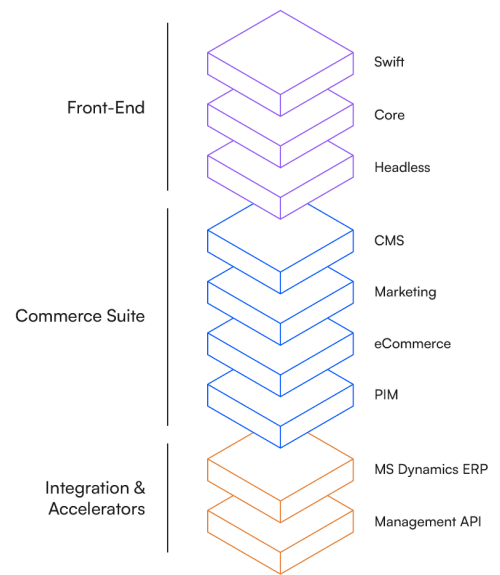 Front-End
Swift
Core
Headless
Commerce Suite
CMS
Marketing
eCommerce
PIM
Integration &
Accelerators
MS Dynamics ERP
Management API